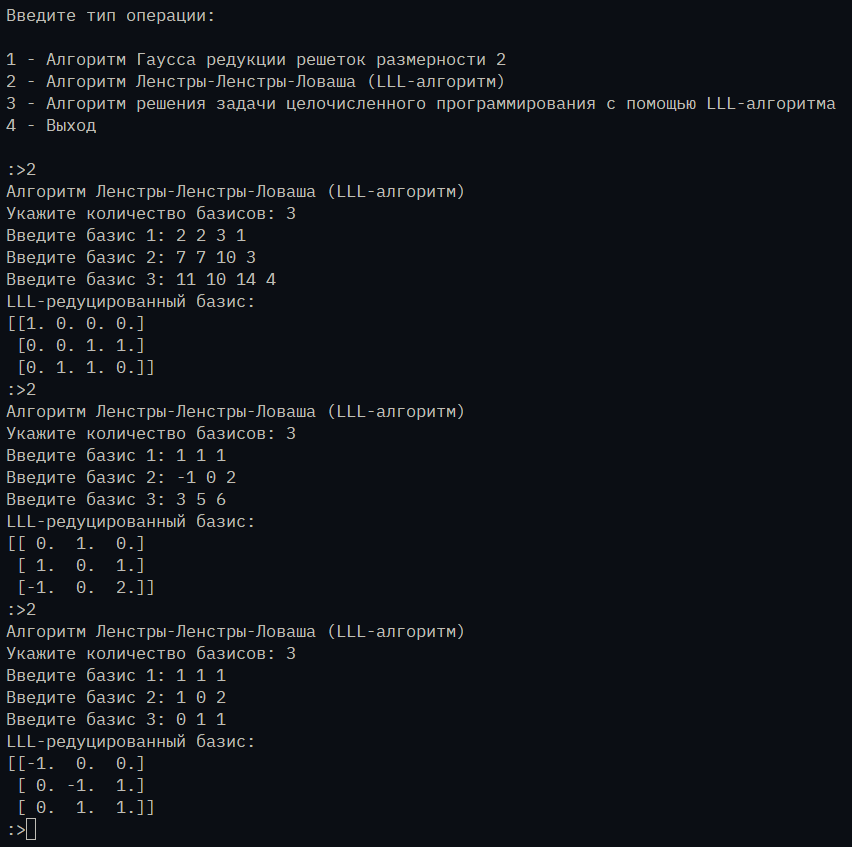 Введите тип операции:
1 - Алгоритм Гаусса редукции решеток размерности 2
2 - Алгоритм Ленстры-Ленстры-Ловаша (LLL-алгоритм)
3 - Алгоритм решения задачи целочисленного программирования с помощью LLL-алгоритма
4 - Выход
:>2
Алгоритм Ленстры-Ленстры-Ловаша (LLL-алгоритм)
Укажите количество базисов: 3
Введите базис 1: 2 2 3 1
Введите базис 2: 7 7 10 3
Введите базис 3: 11 10 14 4
LLL-редуцированный базис:
[[1. 0. 0. 0.]
 [0. 0. 1. 1.]
 [0. 1. 1. 0.]]
:>2
Алгоритм Ленстры-Ленстры-Ловаша (LLL-алгоритм)
Укажите количество базисов: 3
Введите базис 1: 1 1 1
Введите базис 2: -1 0 2
Введите базис 3: 3 5 6
LLL-редуцированный базис:
[[ 0.  1.  0.]
 [ 1.  0.  1.]
 [-1.  0.  2.]]
:>2
Алгоритм Ленстры-Ленстры-Ловаша (LLL-алгоритм)
Укажите количество базисов: 3
Введите базис 1: 1 1 1
Введите базис 2: 1 0 2
Введите базис 3: 0 1 1
LLL-редуцированный базис:
[[-1.  0.  0.]
 [ 0. -1.  1.]
 [ 0.  1.  1.]]
:>